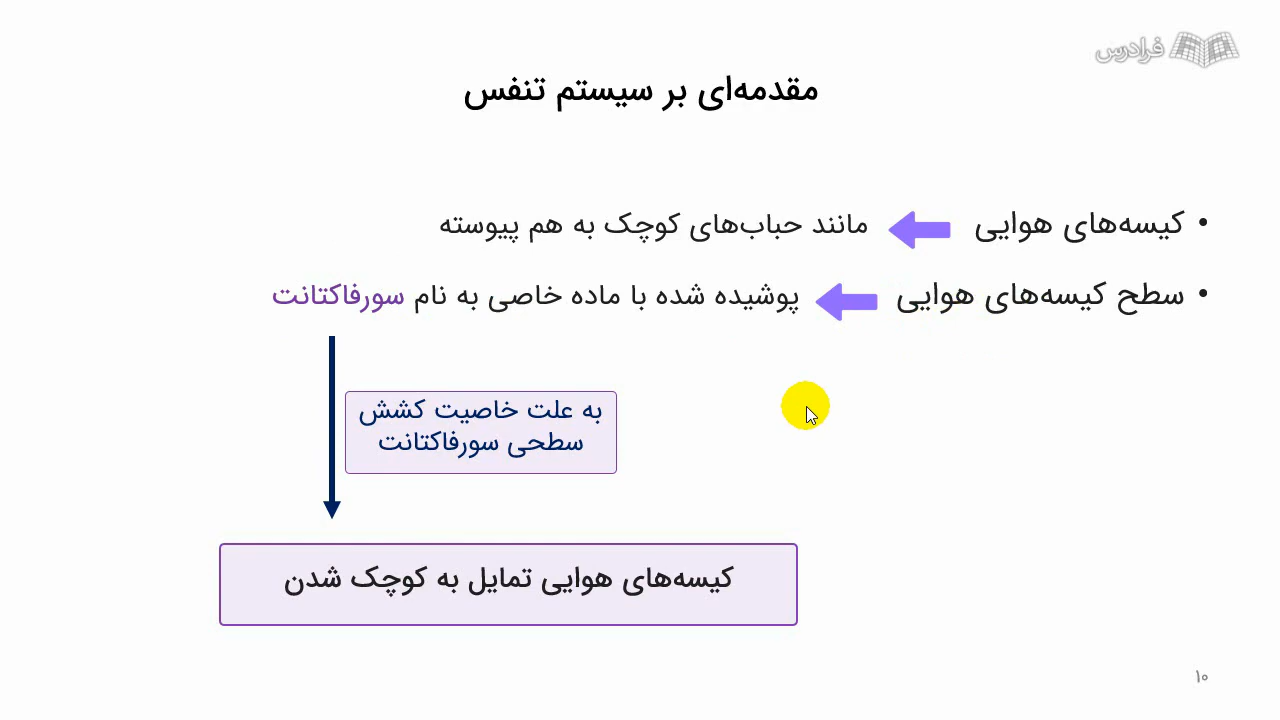 فرادرس
مقدمه‌ای بر سیستم تنفس
• کیسه‌های هوایی مانند حباب‌های کوچک به هم پیوسته
• سطح کیسه‌های هوایی پوشیده شده با ماده خاصی به نام سورفاکتانت
به علت خاصیت کشش
سطحی سورفاکتانت
کیسه‌های هوایی تمایل به کوچک شدن
۱۰